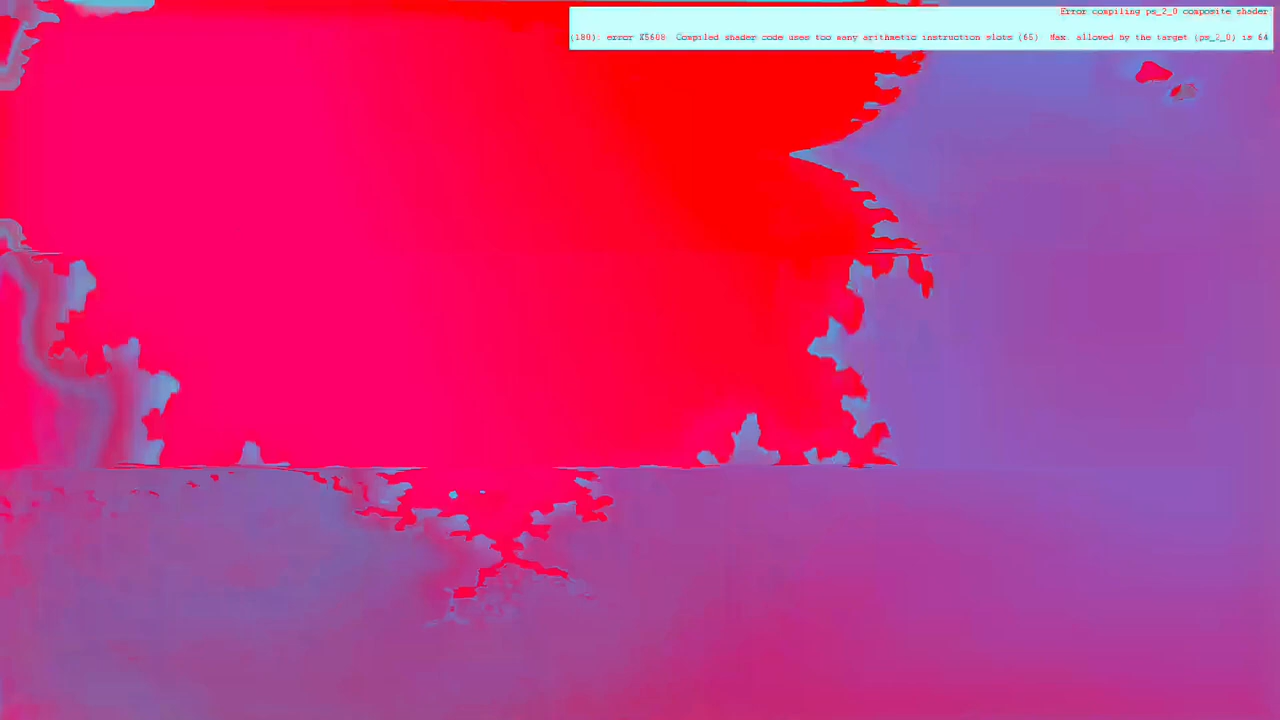 Error compiling ps_2_0 composite shader
(180): error X5608: Compiled shader code uses too many arithmetic instruction slots (65). Max. allowed by the target (ps_2_0) is 64